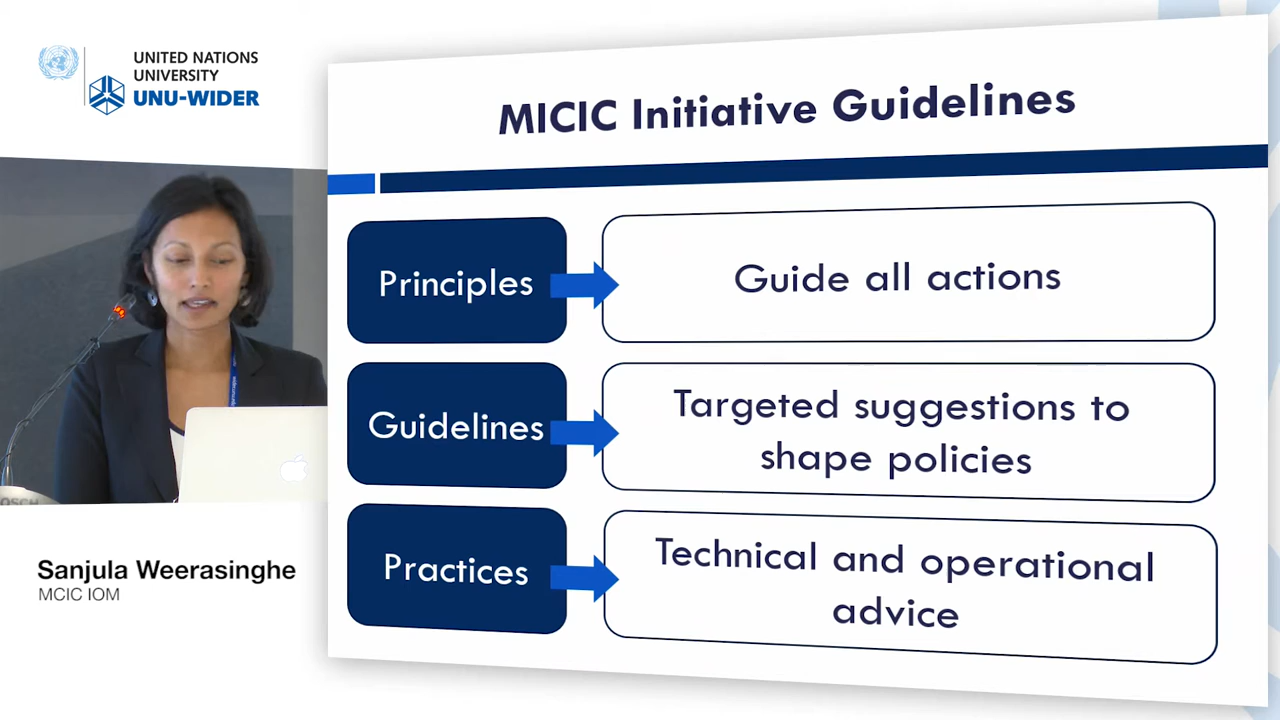 UNITED NATIONS
UNIVERSITY
UNU-WIDER
MICIC Initiative Guidelines
Principles
Guide all actions
Guidelines
Targeted suggestions to
shape policies
Practices
Technical and operational
advice
OSCH
Sanjula Weerasinghe
MCIC IOM